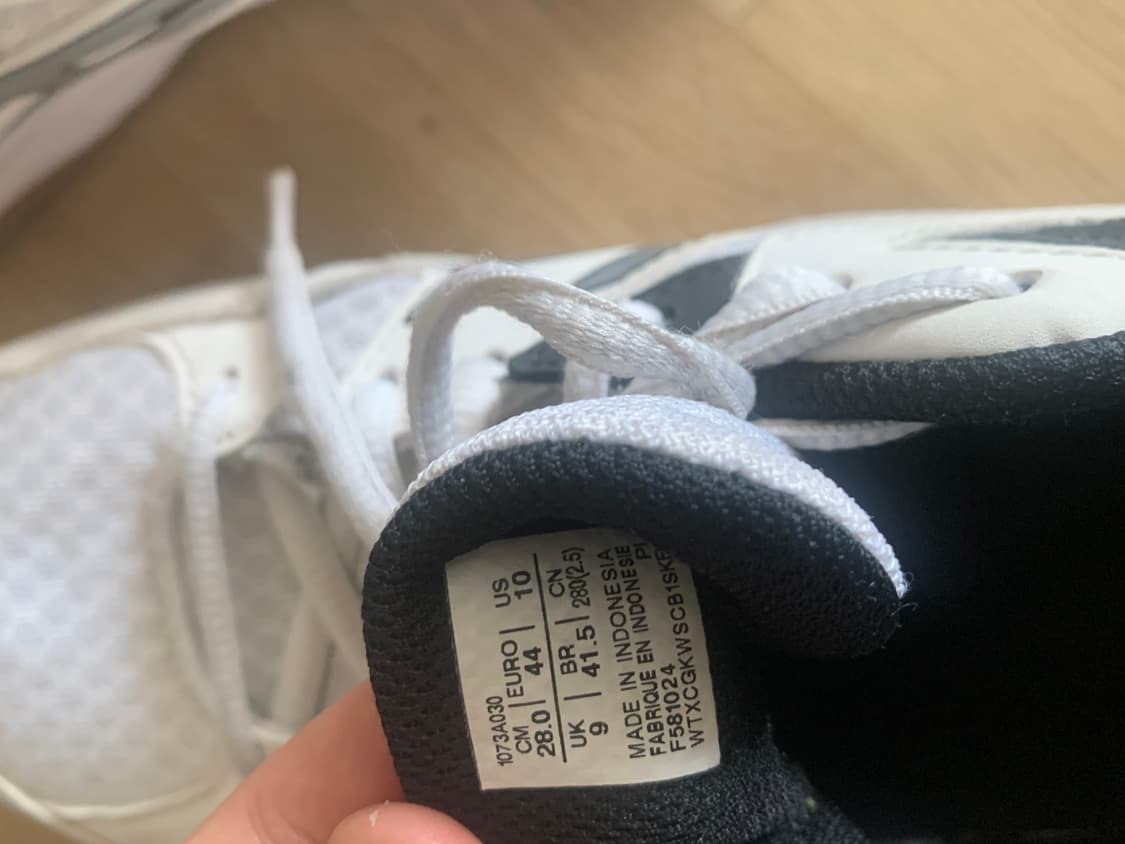 1073A030
CM | EURO | US
28.0 | 44 | 10
UK | BR | CN
9 | 41.5 | 280(2.5)
MADE IN INDONESIA
FABRIQUE EN INDONESIE
F581024
WTXCGKWSCB1SKF